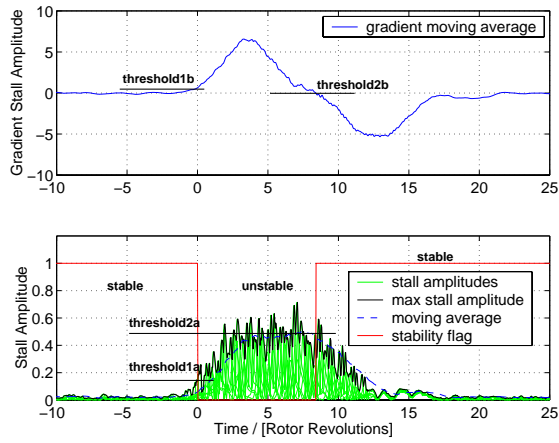 10
5
0
−5
10
Gradient Stall Amplitude
gradient moving average
threshold1b
threshold2b
−10
−5
0
5
10
15
20
25
1
0.8
0.6
0.4
0.2
0
Stall Amplitude
stable
unstable
stable
threshold2a
threshold1a
stall amplitudes
max stall amplitude
moving average
stability flag
−10
−5
0
5
10
15
20
25
Time / [Rotor Revolutions]